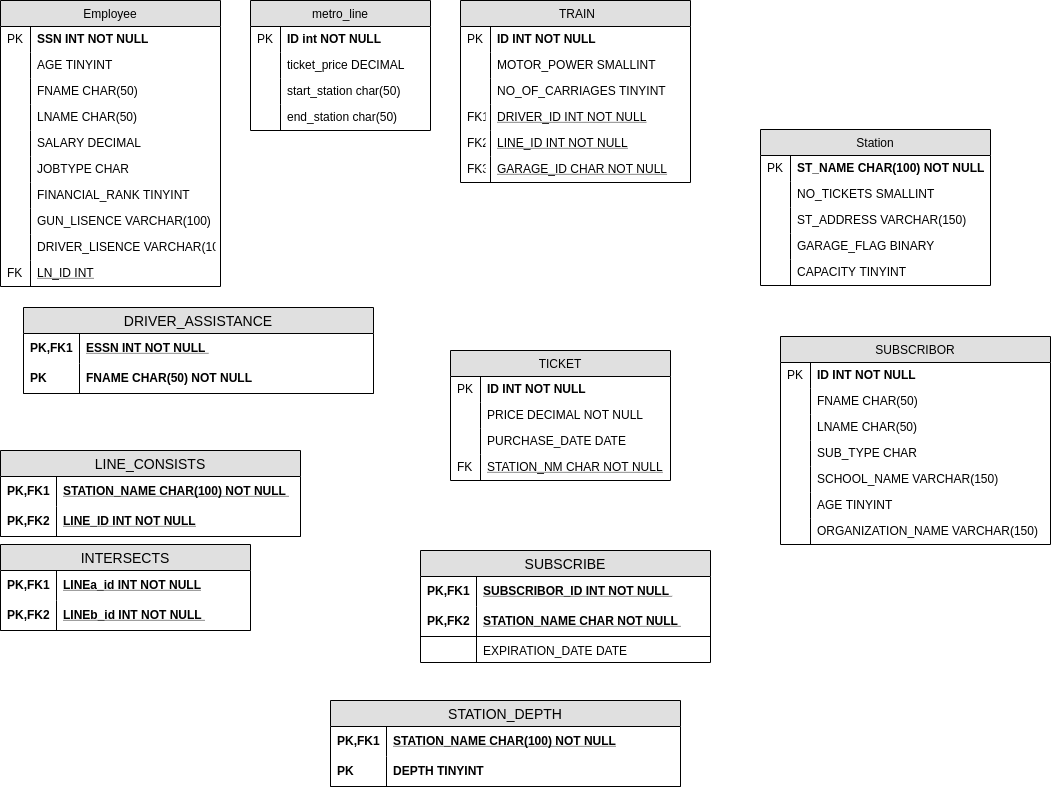 Employee
PK SSN INT NOT NULL
AGE TINYINT
FNAME CHAR(50)
LNAME CHAR(50)
SALARY DECIMAL
JOBTYPE CHAR
FINANCIAL_RANK TINYINT
GUN_LISENCE VARCHAR(100)
DRIVER_LISENCE VARCHAR(10
FK LN_ID INT
metro_line
PK ID int NOT NULL
ticket_price DECIMAL
start_station char(50)
end_station char(50)
TRAIN
PK ID INT NOT NULL
MOTOR_POWER SMALLINT
NO_OF_CARRIAGES TINYINT
FK1 DRIVER_ID INT NOT NULL
FK2 LINE_ID INT NOT NULL
FK3 GARAGE_ID CHAR NOT NULL
Station
PK ST_NAME CHAR(100) NOT NULL
NO_TICKETS SMALLINT
ST_ADDRESS VARCHAR(150)
GARAGE_FLAG BINARY
CAPACITY TINYINT
DRIVER_ASSISTANCE
PK,FK1 ESSN INT NOT NULL
PK FNAME CHAR(50) NOT NULL
TICKET
PK ID INT NOT NULL
PRICE DECIMAL NOT NULL
PURCHASE_DATE DATE
FK STATION_NM CHAR NOT NULL
SUBSCRIBOR
PK ID INT NOT NULL
FNAME CHAR(50)
LNAME CHAR(50)
SUB_TYPE CHAR
SCHOOL_NAME VARCHAR(150)
AGE TINYINT
ORGANIZATION_NAME VARCHAR(150)
LINE_CONSISTS
PK,FK1 STATION_NAME CHAR(100) NOT NULL
PK,FK2 LINE_ID INT NOT NULL
INTERSECTS
PK,FK1 LINEa_id INT NOT NULL
PK,FK2 LINEb_id INT NOT NULL
SUBSCRIBE
PK,FK1 SUBSCRIBOR_ID INT NOT NULL
PK,FK2 STATION_NAME CHAR NOT NULL
EXPIRATION_DATE DATE
STATION_DEPTH
PK,FK1 STATION_NAME CHAR(100) NOT NULL
PK DEPTH TINYINT